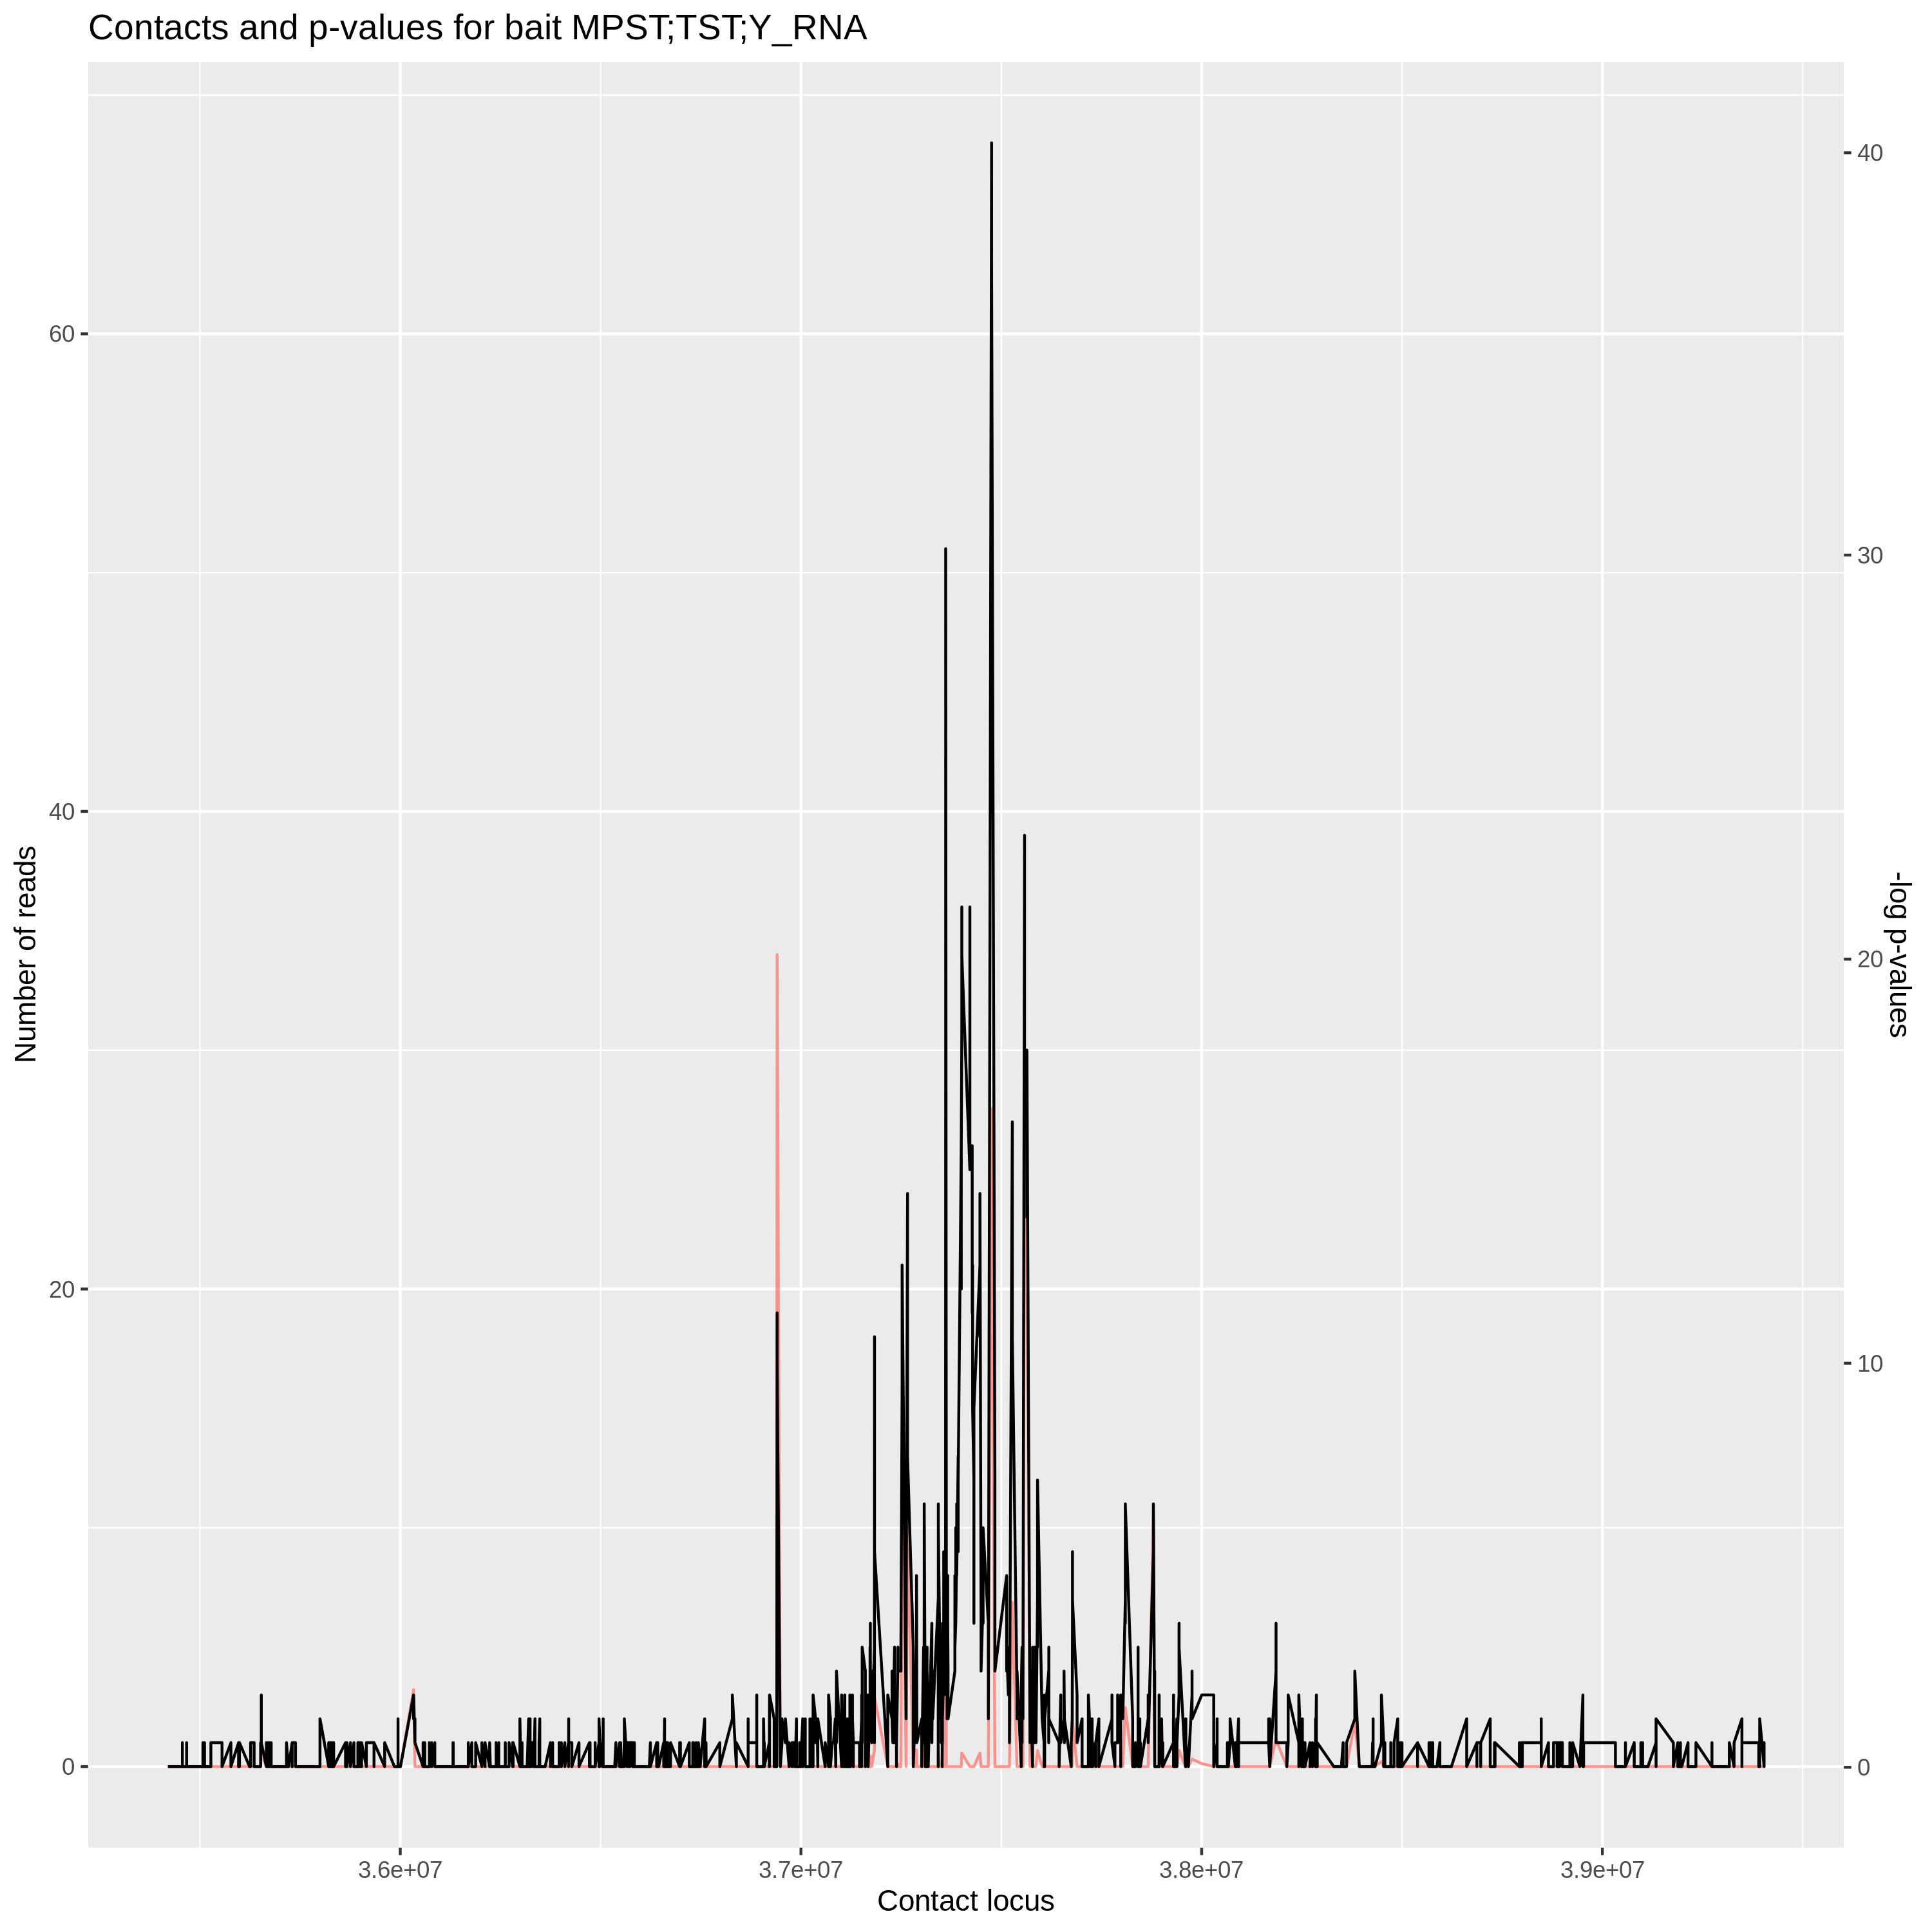 Contacts and p-values for bait MPST;TST;Y_RNA
Number of reads
60
40
20
0
40
30
20
10
0
-log p-values
3.6e+07
3.7e+07
3.8e+07
3.9e+07
Contact locus